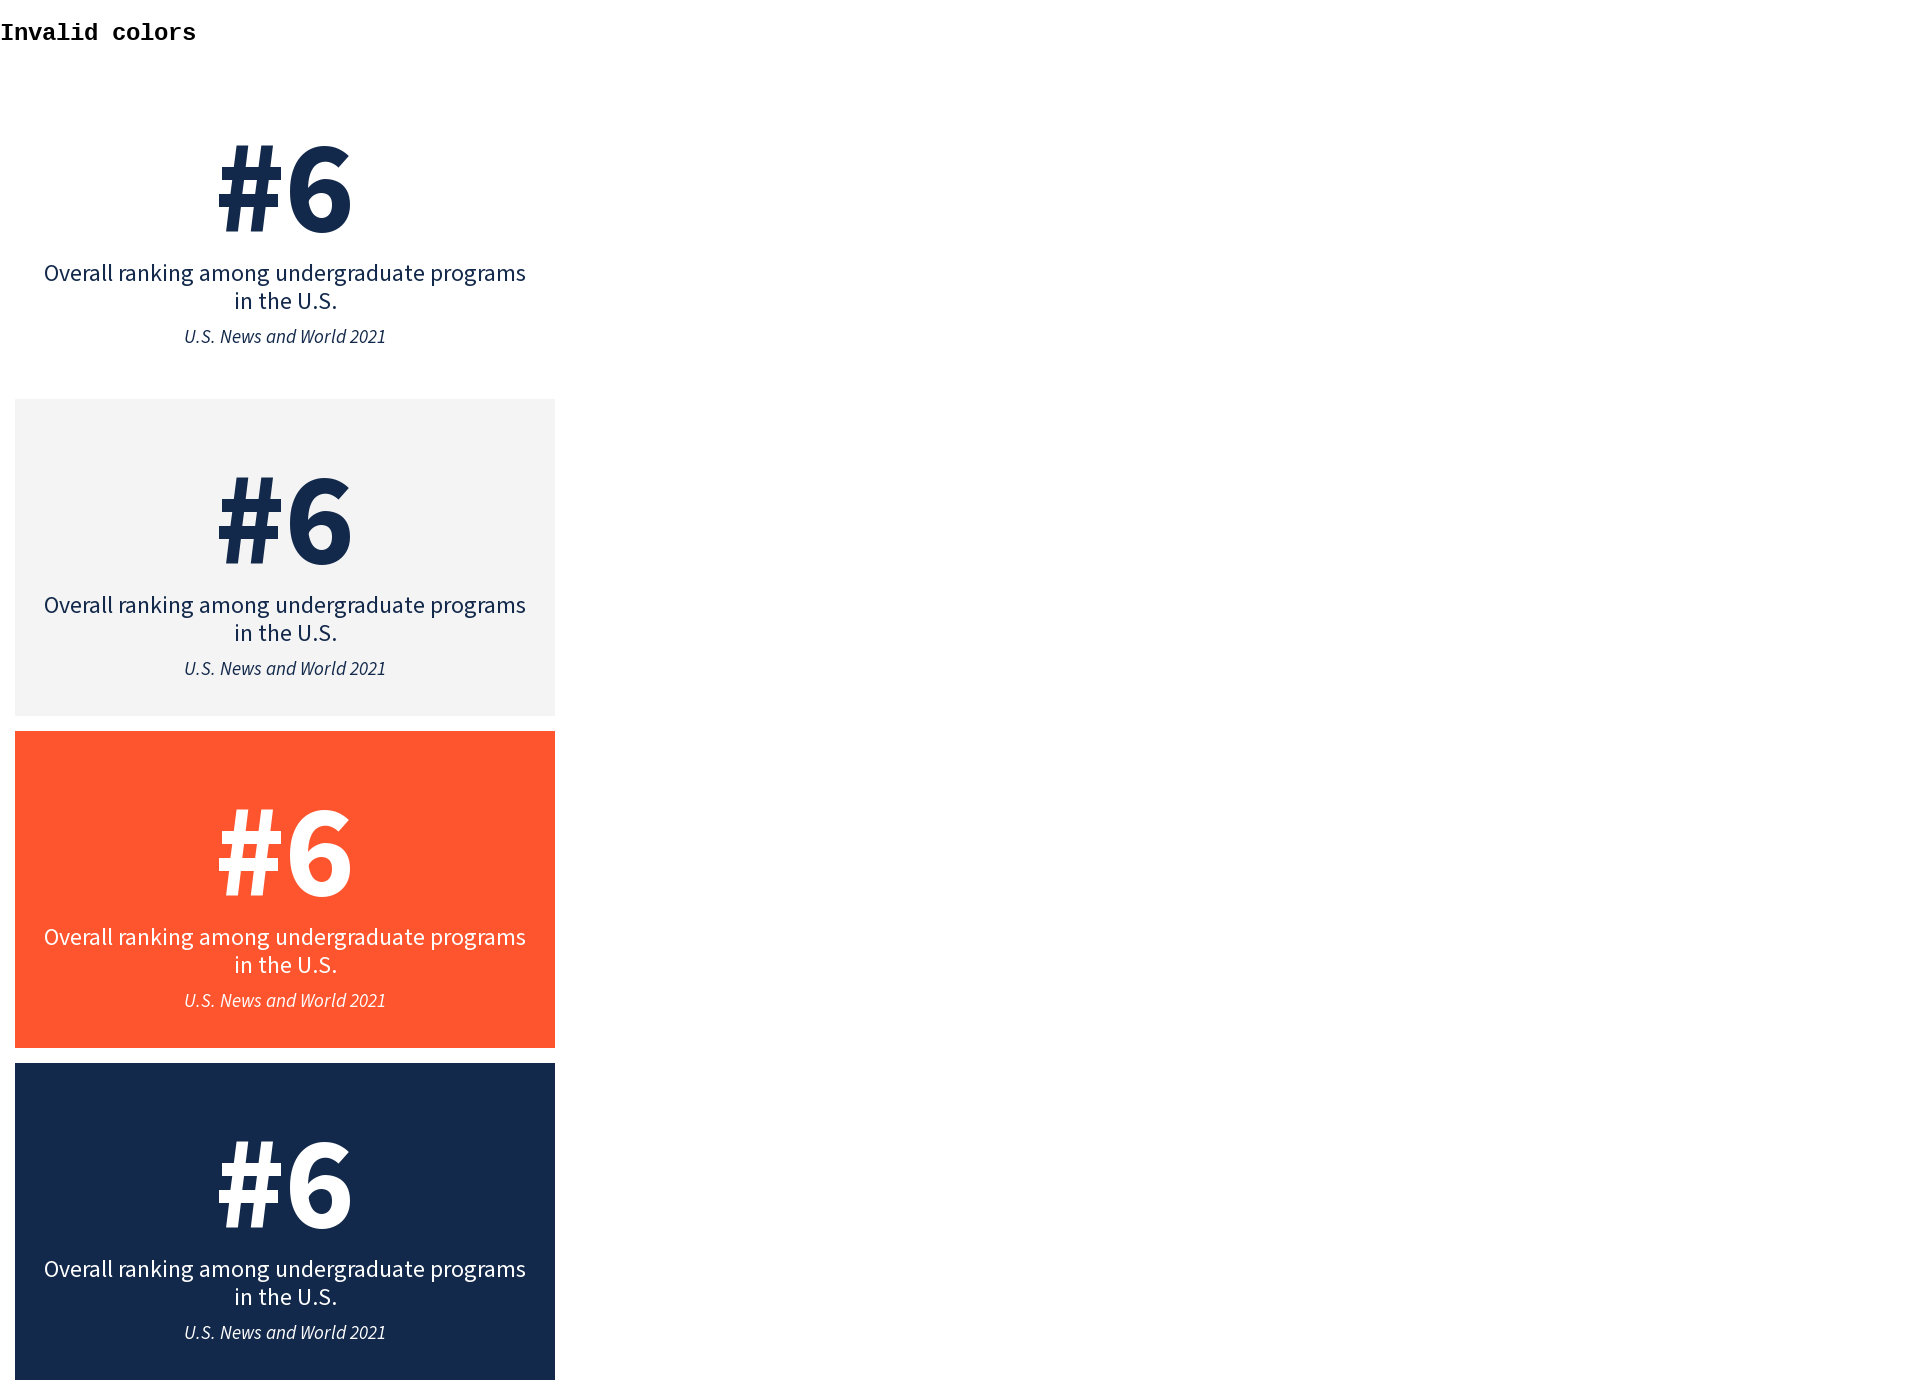 Invalid colors
#6
Overall ranking among undergraduate programs
in the U.S.
U.S. News and World 2021
#6
Overall ranking among undergraduate programs
in the U.S.
U.S. News and World 2021
#6
Overall ranking among undergraduate programs
in the U.S.
U.S. News and World 2021
#6
Overall ranking among undergraduate programs
in the U.S.
U.S. News and World 2021